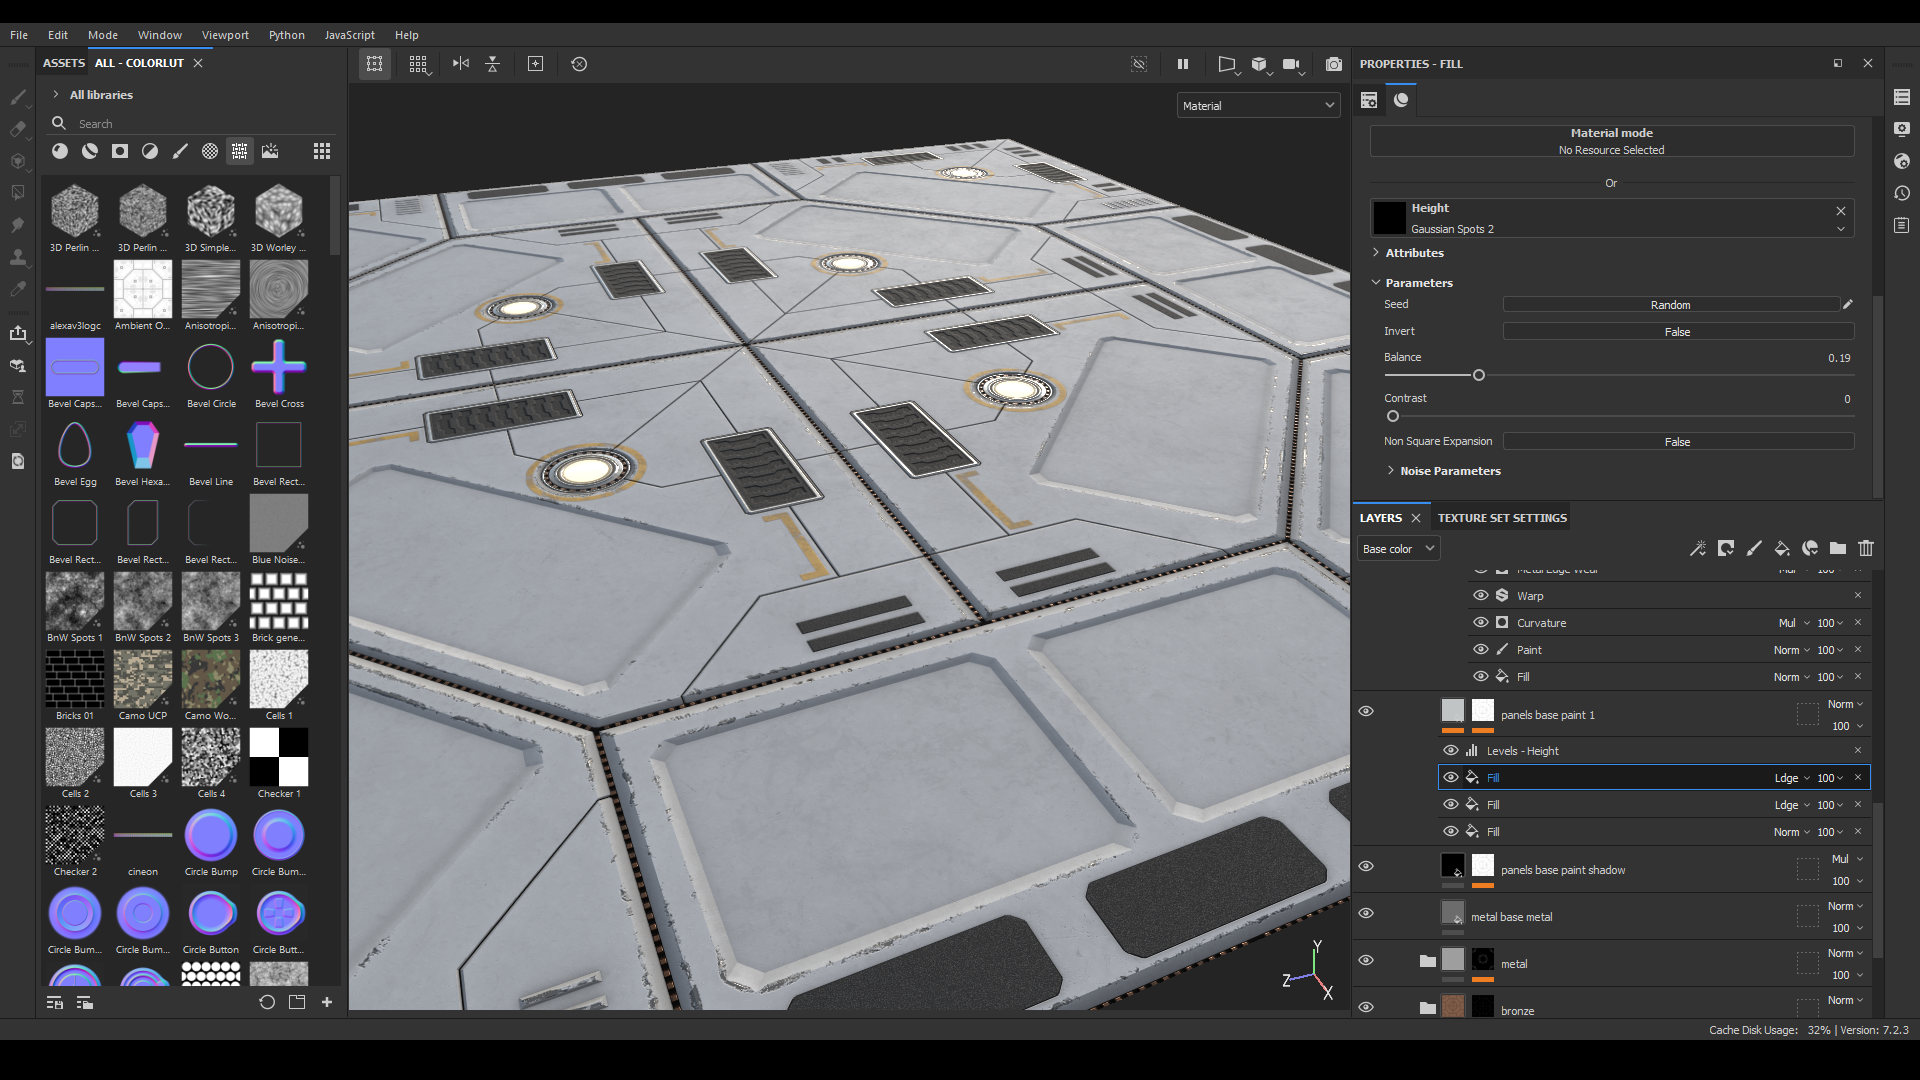 File Edit Mode Window Viewport Python JavaScript Help
ASSETS ALL - COLORLUT
All libraries
Search
3D Perlin ... 3D Perlin ... 3D Simple... 3D Worley ...
alexav3logc Ambient O... Anisotropi... Anisotropi...
Bevel Caps... Bevel Caps... Bevel Circle Bevel Cross
Bevel Egg Bevel Hexa... Bevel Line Bevel Rect...
Bevel Rect... Bevel Rect... Bevel Rect... Blue Noise...
BnW Spots 1 BnW Spots 2 BnW Spots 3 Brick gene...
Bricks 01 Camo UCP Camo Wo... Cells 1
Cells 2 Cells 3 Cells 4 Checker 1
Checker 2 cineon Circle Bump Circle Bum...
Circle Bum... Circle Bum... Circle Button Circle Butt...
Material
Y
Z
X
PROPERTIES - FILL
Material mode
No Resource Selected
Or
Height
Gaussian Spots 2
Attributes
Parameters
Seed Random
Invert False
Balance 0.19
Contrast 0
Non Square Expansion False
Noise Parameters
LAYERS TEXTURE SET SETTINGS
Base color
Metal Edge Wear Mul 100
Warp
Curvature Mul 100
Paint Norm 100
Fill Norm 100
panels base paint 1 Norm
100
Levels - Height
Fill Ldge 100
Fill Ldge 100
Fill Norm 100
panels base paint shadow Mul
100
metal base metal Norm
100
metal Norm
100
bronze Norm
Cache Disk Usage: 32% | Version: 7.2.3